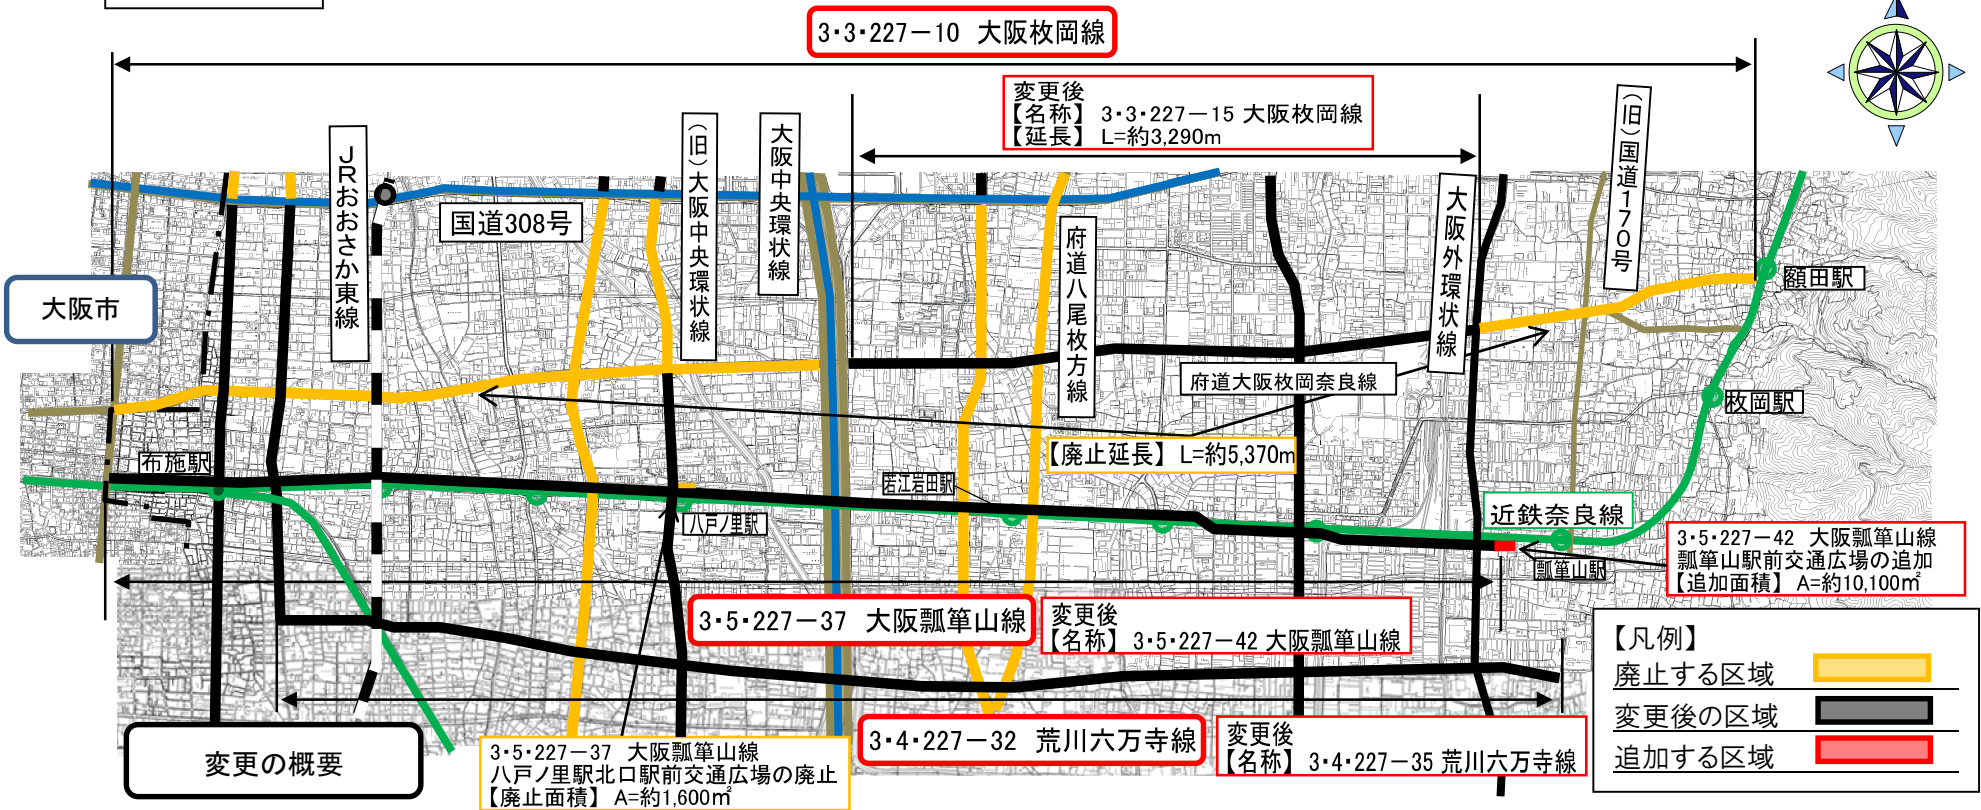 3・3・227－10 大阪枚岡線
変更後
【名称】 3・3・227－15 大阪枚岡線
【延長】 L=約3,290m
JRおおさか東線
国道308号
(旧)大阪中央環状線
大阪中央環状線
府道八尾枚方線
大阪外環状線
(旧)国道170号
額田駅
大阪市
府道大阪枚岡奈良線
枚岡駅
【廃止延長】 L=約5,370m
布施駅
若江岩田駅
八戸ノ里駅
近鉄奈良線
瓢箪山駅
3・5・227－42 大阪瓢箪山線
瓢箪山駅前交通広場の追加
【追加面積】 A=約10,100㎡
3・5・227－37 大阪瓢箪山線
変更後
【名称】 3・5・227－42 大阪瓢箪山線
【凡例】
廃止する区域
変更後の区域
追加する区域
3・4・227－32 荒川六万寺線
変更後
【名称】 3・4・227－35 荒川六万寺線
変更の概要
3・5・227－37 大阪瓢箪山線
八戸ノ里駅北口駅前交通広場の廃止
【廃止面積】 A=約1,600㎡